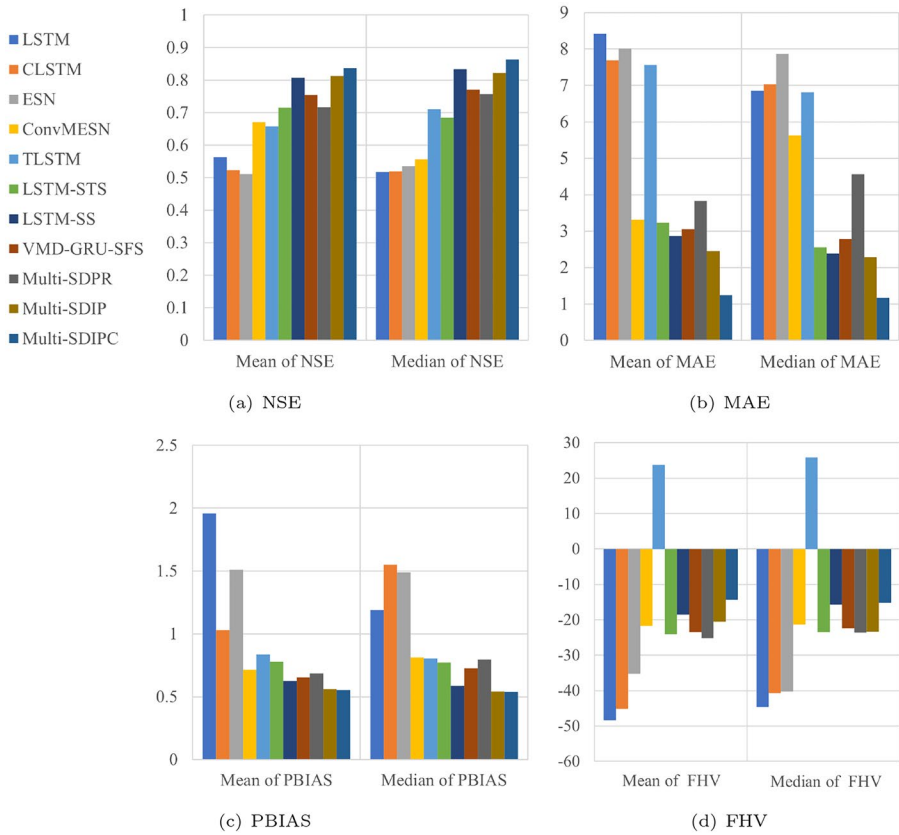 LSTM
CLSTM
ESN
ConvMESN
TLSTM
LSTM-STS
LSTM-SS
VMD-GRU-SFS
Multi-SDPR
Multi-SDIP
Multi-SDIPC
1
0.9
0.8
0.7
0.6
0.5
0.4
0.3
0.2
0.1
0
Mean of NSE Median of NSE
(a) NSE
9
8
7
6
5
4
3
2
1
0
Mean of MAE Median of MAE
(b) MAE
2.5
2
1.5
1
0.5
0
Mean of PBIAS Median of PBIAS
(c) PBIAS
30
20
10
0
-10
-20
-30
-40
-50
-60
Mean of FHV Median of FHV
(d) FHV